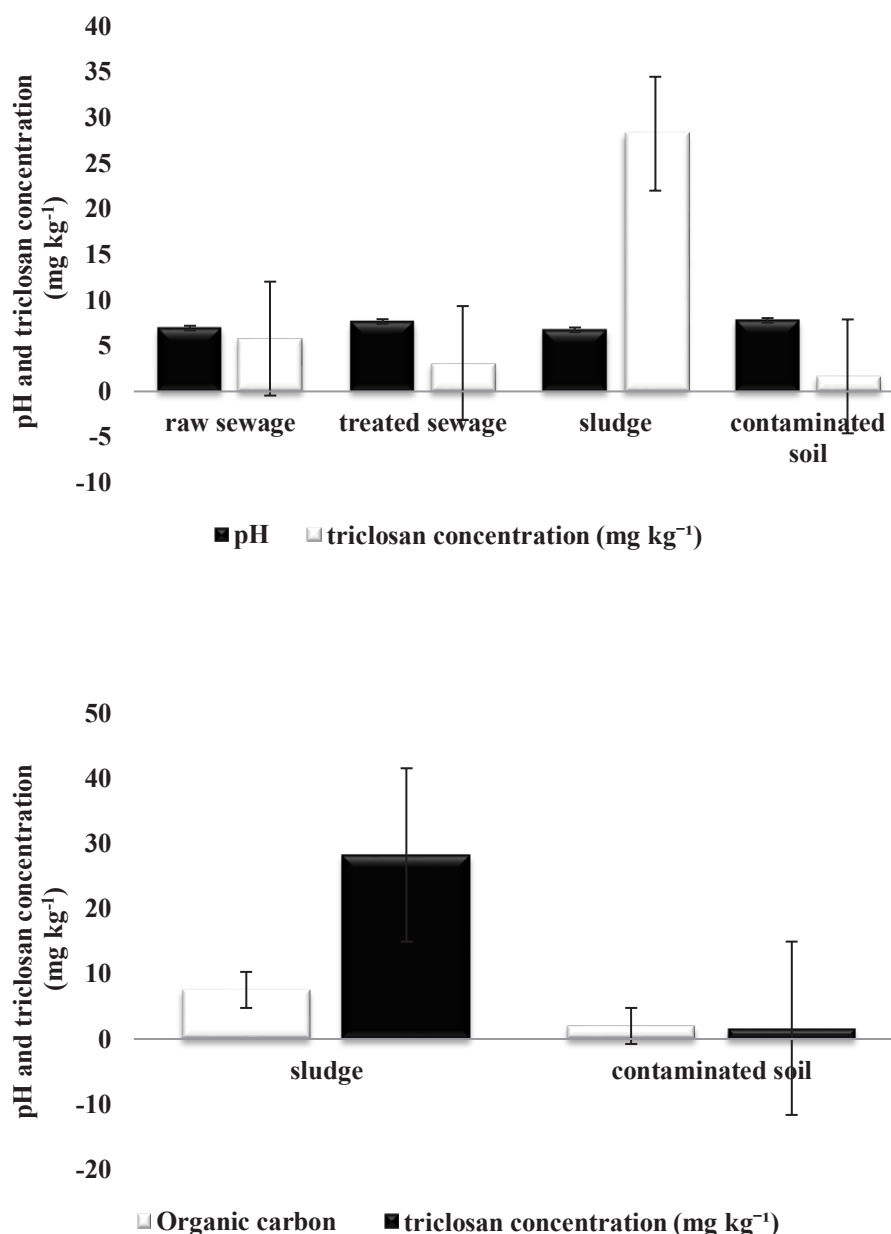 40
35
30
25
20
15
10
5
0
-5
-10
pH and triclosan concentration
(mg kg⁻¹)
raw sewage treated sewage sludge contaminated
soil
pH triclosan concentration (mg kg⁻¹)
50
40
30
20
10
0
-10
-20
pH and triclosan concentration
(mg kg⁻¹)
sludge contaminated soil
Organic carbon triclosan concentration (mg kg⁻¹)